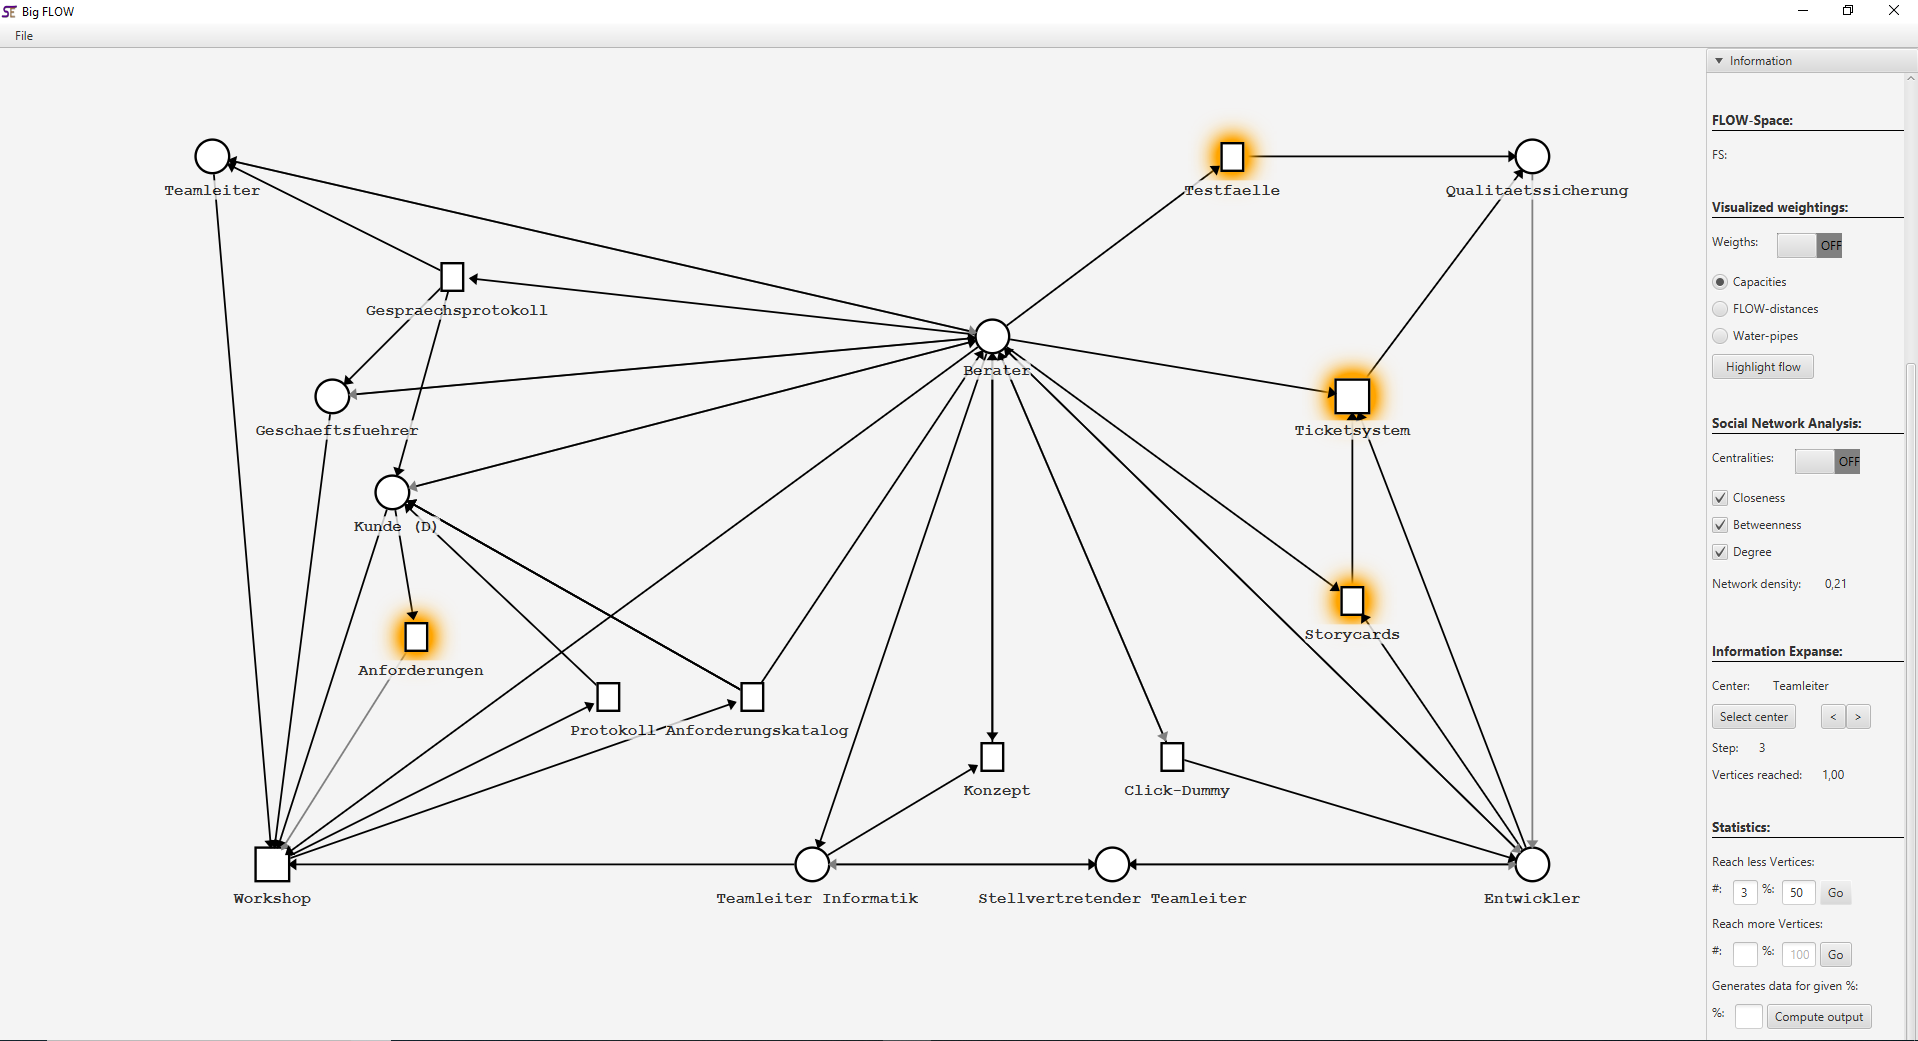 Big FLOW
File
Information
FLOW-Space:
FS:
Visualized weightings:
Weigths: OFF
Capacities
FLOW-distances
Water-pipes
Highlight flow
Social Network Analysis:
Centralities: OFF
Closeness
Betweenness
Degree
Network density: 0,21
Information Expanse:
Center: Teamleiter
Select center < >
Step: 3
Vertices reached: 1,00
Statistics:
Reach less Vertices:
#: 3 %: 50 Go
Reach more Vertices:
#: %: 100 Go
Generates data for given %:
%: Compute output
Teamleiter
Testfaelle
Qualitaetssicherung
Gespraechsprotokoll
Berater
Geschaeftsfuehrer
Ticketsystem
Kunde (D)
Storycards
Anforderungen
Protokoll
Anforderungskatalog
Konzept
Click-Dummy
Workshop
Teamleiter Informatik
Stellvertretender Teamleiter
Entwickler